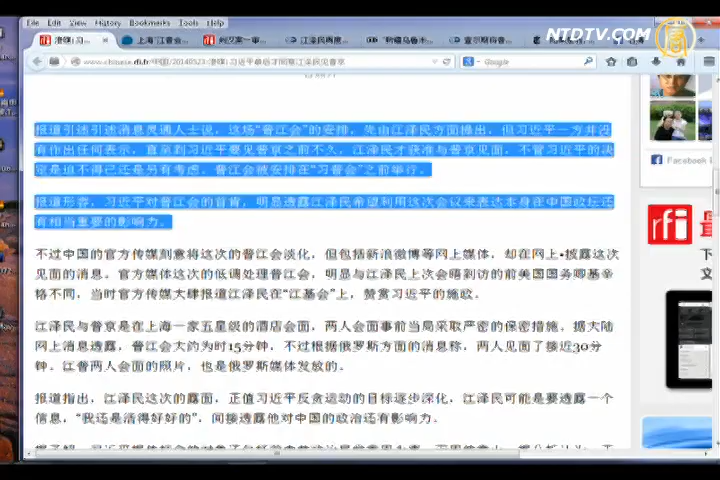 File Edit View History Bookmarks Tools Help
NTDTV.COM
Google
报道引述引述消息灵通人士说，这场“普江会”的安排，先由江泽民方面提出，但习近平一方并没
有作出任何表示，直至到习近平要见普京之前不久，江泽民才获准与普京见面，不管习近平的决
定是迫不得已还是另有考虑，普江会被安排在“习普会”之前举行。
报道形容，习近平对普江会的首肯，明显透露江泽民希望利用这次会议来表达本身在中国政坛还
有相当重要的影响力。
Facebook
rfi
不过中国的官方传媒刻意将这次的普江会淡化，但包括新浪微博等网上媒体，却在网上•披露这次
见面的消息。官方媒体这次的低调处理普江会，明显与江泽民上次会晤到访的前美国国务卿基辛
格不同，当时官方传媒大肆报道江泽民在“江基会”上，赞赏习近平的施政。
江泽民与普京是在上海一家五星级的酒店会面，两人会面事前当局采取严密的保密措施。据大陆
网上消息透露，普江会大约为时15分钟，不过根据俄罗斯方面的消息称，两人见面了接近30分
钟。江普两人会面的照片，也是俄罗斯媒体发放的。
报道指出，江泽民这次的露面，正值习近平反贪运动的目标逐步深化，江泽民可能是要透露一个
信息，“我还是活得好好的”，间接透露他对中国的政治还有影响力。